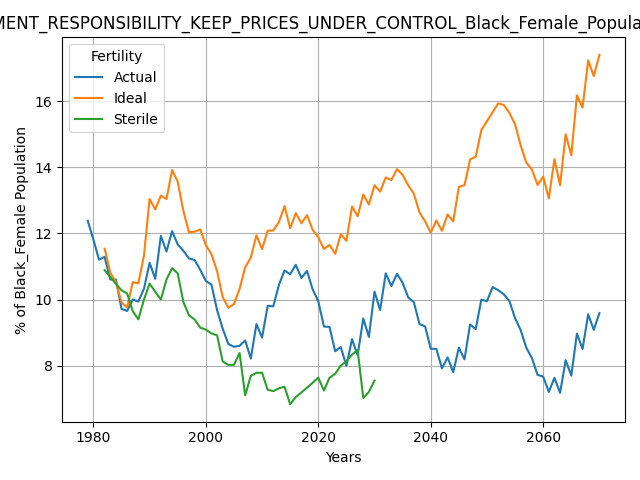 MENT_RESPONSIBILITY_KEEP_PRICES_UNDER_CONTROL_Black_Female_Popula
Fertility
Actual
Ideal
Sterile
% of Black_Female Population
16
14
12
10
8
1980
2000
2020
2040
2060
Years